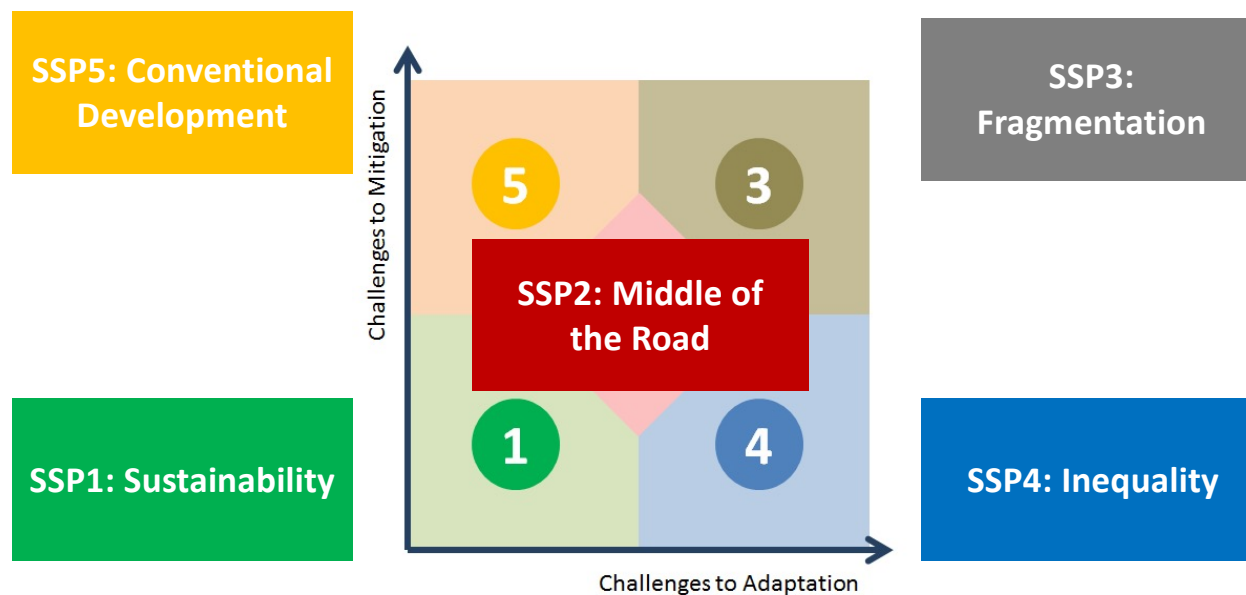 SSP5: Conventional
Development
SSP3:
Fragmentation
Challenges to Mitigation
5
3
SSP2: Middle of
the Road
SSP1: Sustainability
1
4
SSP4: Inequality
Challenges to Adaptation